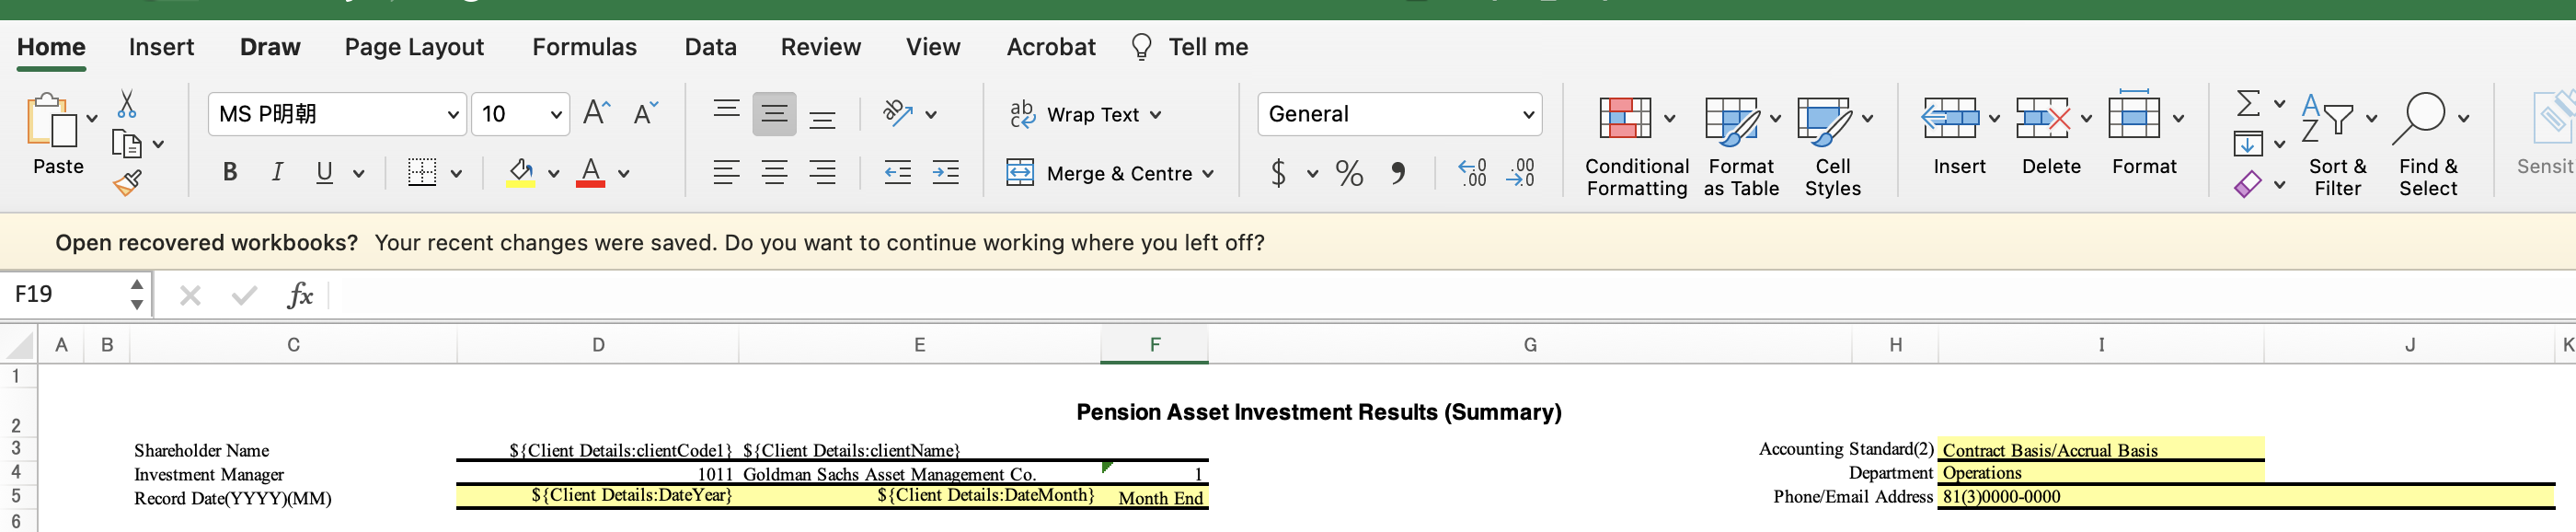 Home Insert Draw Page Layout Formulas Data Review View Acrobat Tell me
MS P明朝 10 A A ab Wrap Text General
Paste B I U A Merge & Centre $ % , Conditional Formatting Format as Table Cell Styles Insert Delete Format Sort & Filter Find & Select Sensit
Open recovered workbooks? Your recent changes were saved. Do you want to continue working where you left off?
F19 fx
A B C D E F G H I J K
1
2 Pension Asset Investment Results (Summary)
3 Shareholder Name ${Client Details:clientCode1} ${Client Details:clientName} Accounting Standard(2) Contract Basis/Accrual Basis
4 Investment Manager 1011 Goldman Sachs Asset Management Co. 1 Department Operations
5 Record Date(YYYY)(MM) ${Client Details:DateYear} ${Client Details:DateMonth} Month End Phone/Email Address 81(3)0000-0000
6